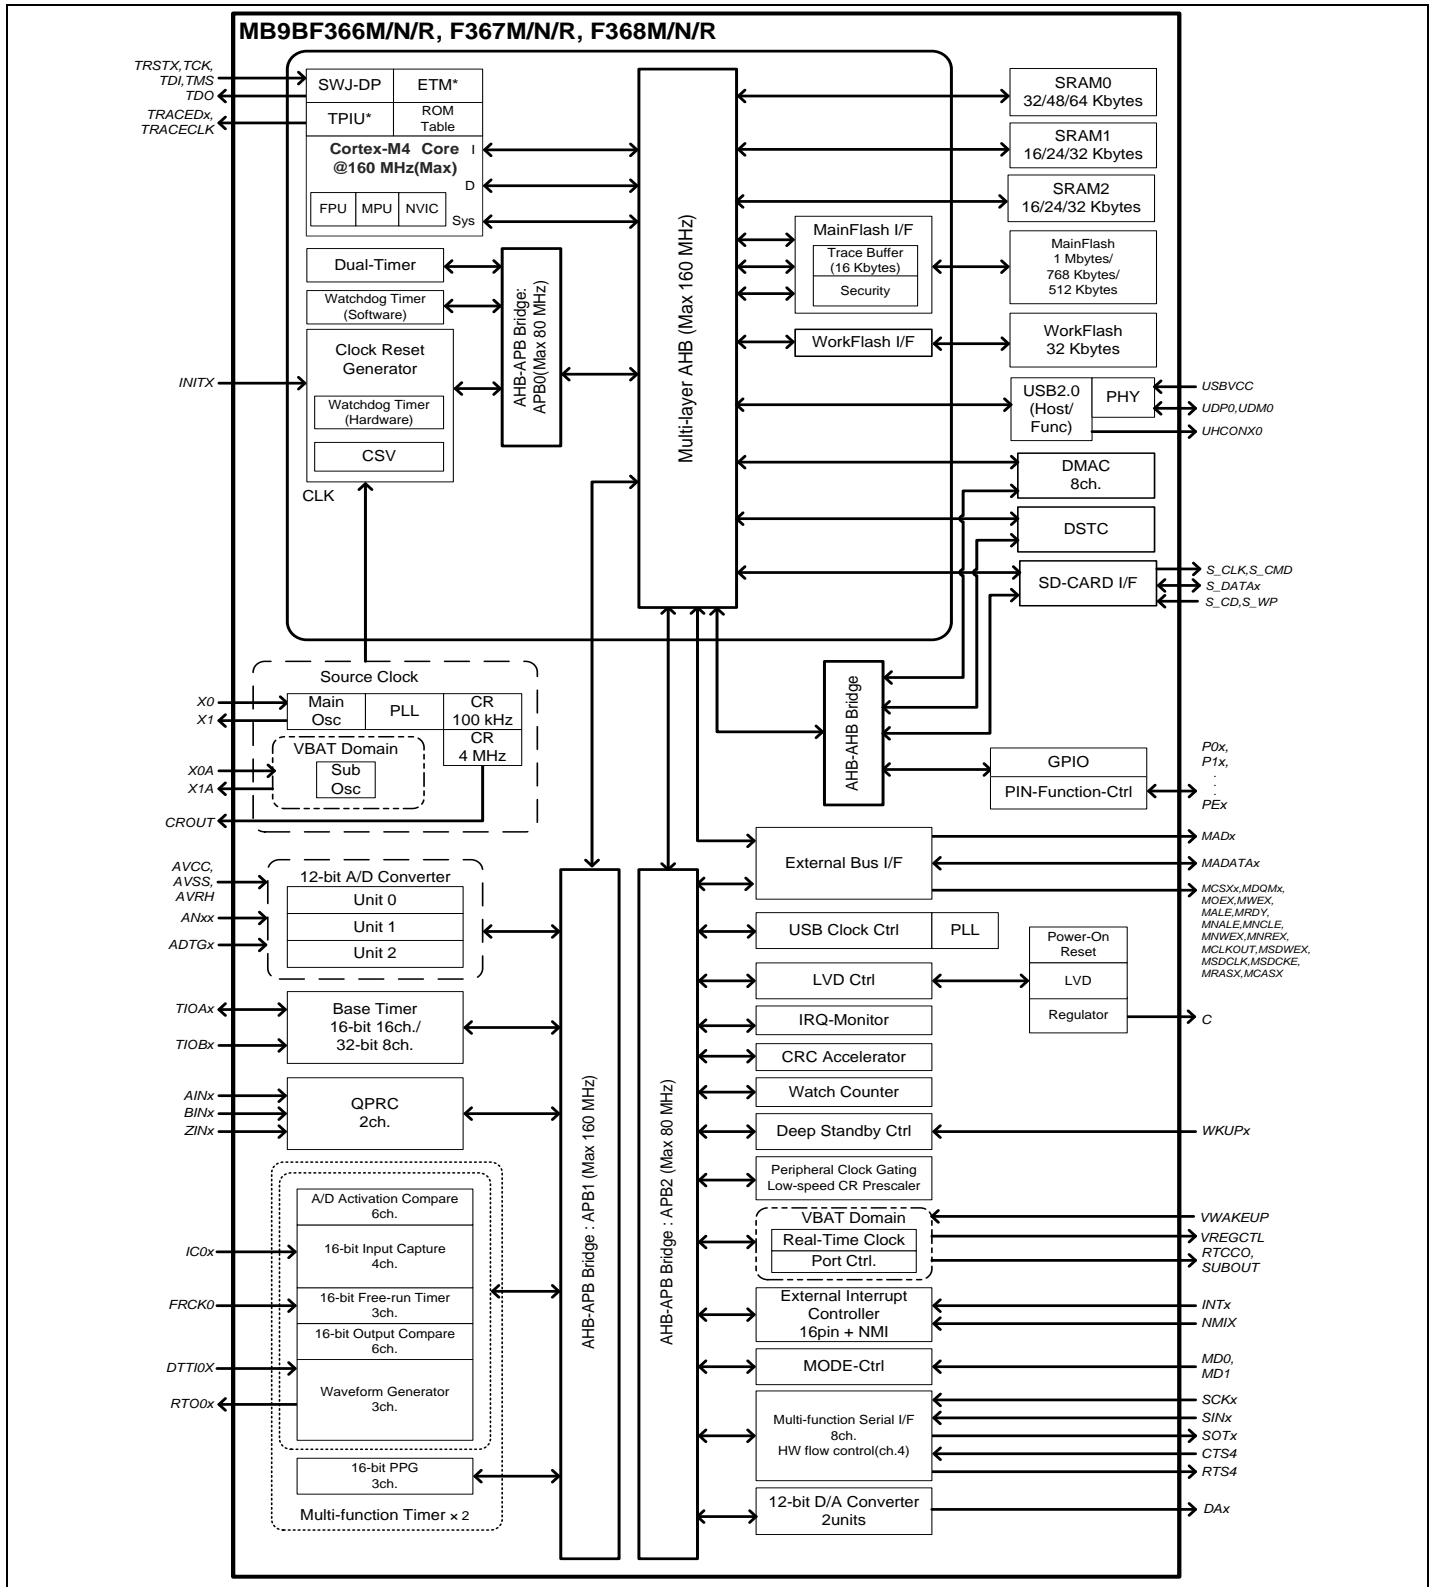 MB9BF366M/N/R, F367M/N/R, F368M/N/R
TRSTX,TCK,
TDI,TMS
TDO
TRACEDx,
TRACECLK
SWJ-DP
ETM*
TPIU*
ROM
Table
Cortex-M4 Core
@160 MHz(Max)
I
D
Sys
FPU
MPU
NVIC
Dual-Timer
Watchdog Timer
(Software)
Clock Reset
Generator
Watchdog Timer
(Hardware)
CSV
CLK
INITX
AHB-APB Bridge:
APB0(Max 80 MHz)
Multi-layer AHB (Max 160 MHz)
SRAM0
32/48/64 Kbytes
SRAM1
16/24/32 Kbytes
SRAM2
16/24/32 Kbytes
MainFlash I/F
Trace Buffer
(16 Kbytes)
Security
MainFlash
1 Mbytes/
768 Kbytes/
512 Kbytes
WorkFlash I/F
WorkFlash
32 Kbytes
USB2.0
(Host/
Func)
PHY
USBVCC
UDP0,UDM0
UHCONX0
DMAC
8ch.
DSTC
SD-CARD I/F
S_CLK,S_CMD
S_DATAx
S_CD,S_WP
Source Clock
X0
X1
Main
Osc
PLL
CR
100 kHz
CR
4 MHz
VBAT Domain
Sub
Osc
X0A
X1A
CROUT
AHB-AHB Bridge
GPIO
PIN-Function-Ctrl
P0x,
P1x,
.
.
PEx
AVCC,
AVSS,
AVRH
ANxx
ADTGx
12-bit A/D Converter
Unit 0
Unit 1
Unit 2
TIOAx
TIOBx
Base Timer
16-bit 16ch./
32-bit 8ch.
AINx
BINx
ZINx
QPRC
2ch.
A/D Activation Compare
6ch.
IC0x
16-bit Input Capture
4ch.
FRCK0
16-bit Free-run Timer
3ch.
16-bit Output Compare
6ch.
DTTI0X
RTO0x
Waveform Generator
3ch.
16-bit PPG
3ch.
Multi-function Timer × 2
AHB-APB Bridge : APB1 (Max 160 MHz)
AHB-APB Bridge : APB2 (Max 80 MHz)
External Bus I/F
MADx
MADATAx
MCSXx,MDQMx,
MOEX,MWEX,
MALE,MRDY,
MNALE,MNCLE,
MNWEX,MNREX,
MCLKOUT,MSDWEX,
MSDCLK,MSDCKE,
MRASX,MCASX
USB Clock Ctrl
PLL
LVD Ctrl
Power-On
Reset
LVD
Regulator
C
IRQ-Monitor
CRC Accelerator
Watch Counter
Deep Standby Ctrl
WKUPx
Peripheral Clock Gating
Low-speed CR Prescaler
VBAT Domain
Real-Time Clock
Port Ctrl.
VWAKEUP
VREGCTL
RTCCO,
SUBOUT
External Interrupt
Controller
16pin + NMI
INTx
NMIX
MODE-Ctrl
MD0,
MD1
Multi-function Serial I/F
8ch.
HW flow control(ch.4)
SCKx
SINx
SOTx
CTS4
RTS4
12-bit D/A Converter
2units
DAx